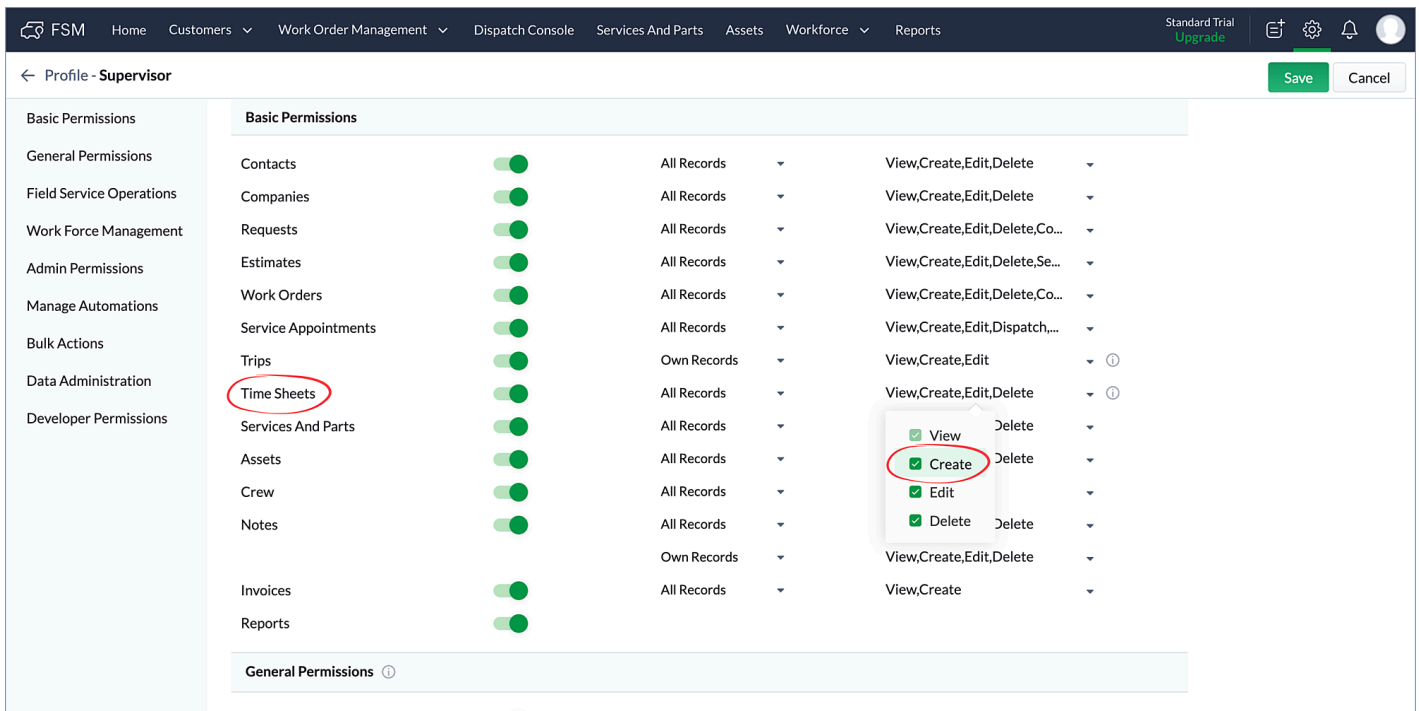 FSM Home Customers Work Order Management Dispatch Console Services And Parts Assets Workforce Reports Standard Trial
Upgrade
Profile - Supervisor Save Cancel
Basic Permissions
General Permissions
Field Service Operations
Work Force Management
Admin Permissions
Manage Automations
Bulk Actions
Data Administration
Developer Permissions
Basic Permissions
Contacts All Records View,Create,Edit,Delete
Companies All Records View,Create,Edit,Delete
Requests All Records View,Create,Edit,Delete,Co...
Estimates All Records View,Create,Edit,Delete,Se...
Work Orders All Records View,Create,Edit,Delete,Co...
Service Appointments All Records View,Create,Edit,Dispatch,...
Trips Own Records View,Create,Edit
Time Sheets All Records View,Create,Edit,Delete
Services And Parts All Records Delete
View
Assets All Records Delete
Create
Crew All Records
Edit
Notes All Records Delete
Delete
Own Records View,Create,Edit,Delete
Invoices All Records View,Create
Reports
General Permissions